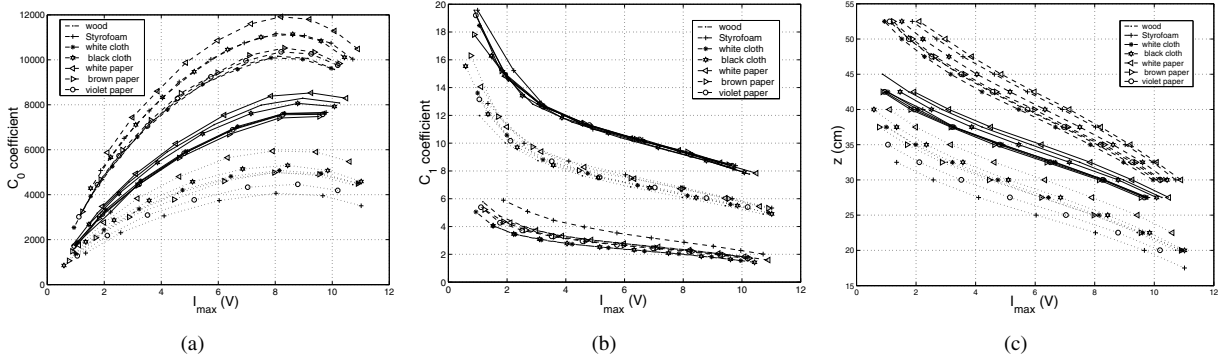 12000
10000
8000
6000
4000
2000
0
0 2 4 6 8 10 12
C0 coefficient
Imax (V)
wood
Styrofoam
white cloth
black cloth
white paper
brown paper
violet paper
(a)
20
18
16
14
12
10
8
6
4
2
0
0 2 4 6 8 10 12
C1 coefficient
Imax (V)
wood
Styrofoam
white cloth
black cloth
white paper
brown paper
violet paper
(b)
55
50
45
40
35
30
25
20
15
0 2 4 6 8 10 12
z (cm)
Imax (V)
wood
Styrofoam
white cloth
black cloth
white paper
brown paper
violet paper
(c)